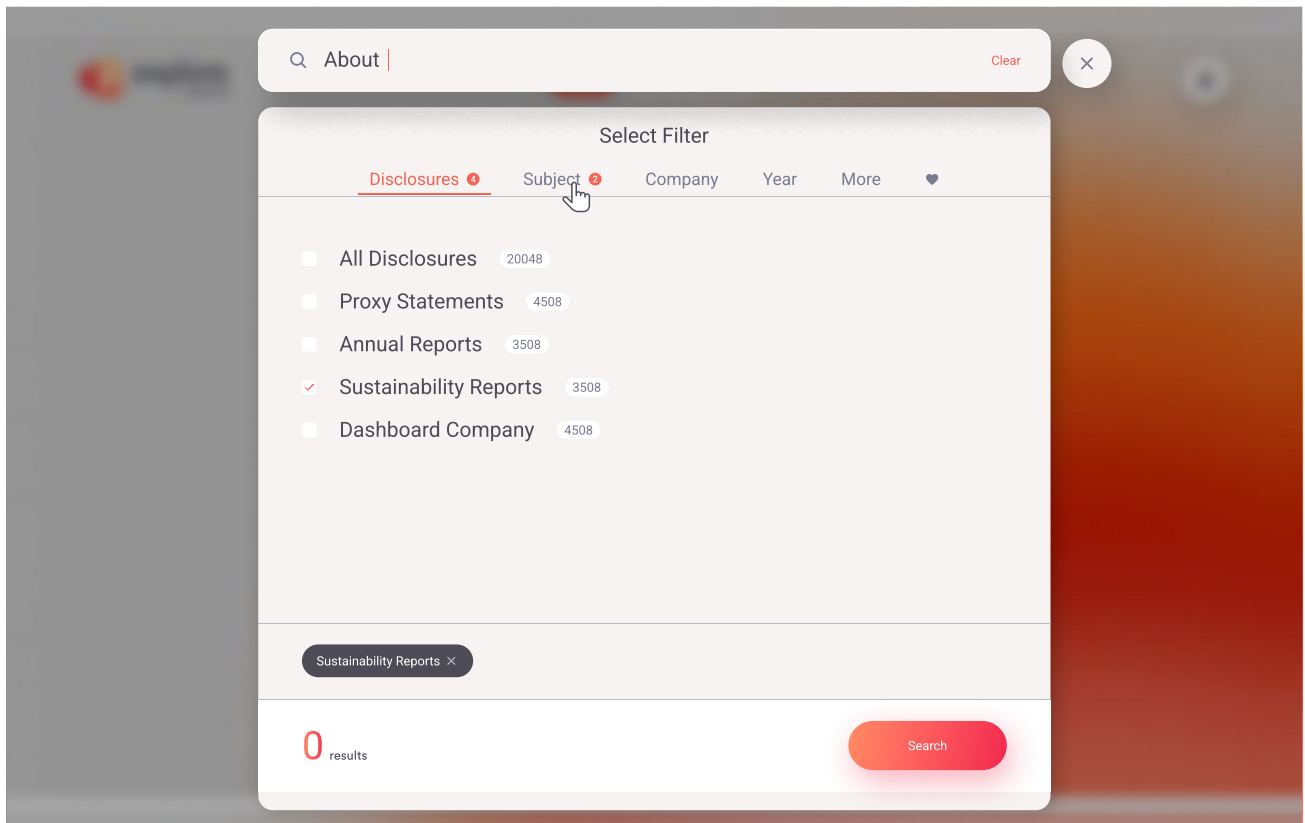 About
Clear
Select Filter
Disclosures 4 Subject 2 Company Year More
All Disclosures 20048
Proxy Statements 4508
Annual Reports 3508
Sustainability Reports 3508
Dashboard Company 4508
Sustainability Reports
0 results
Search